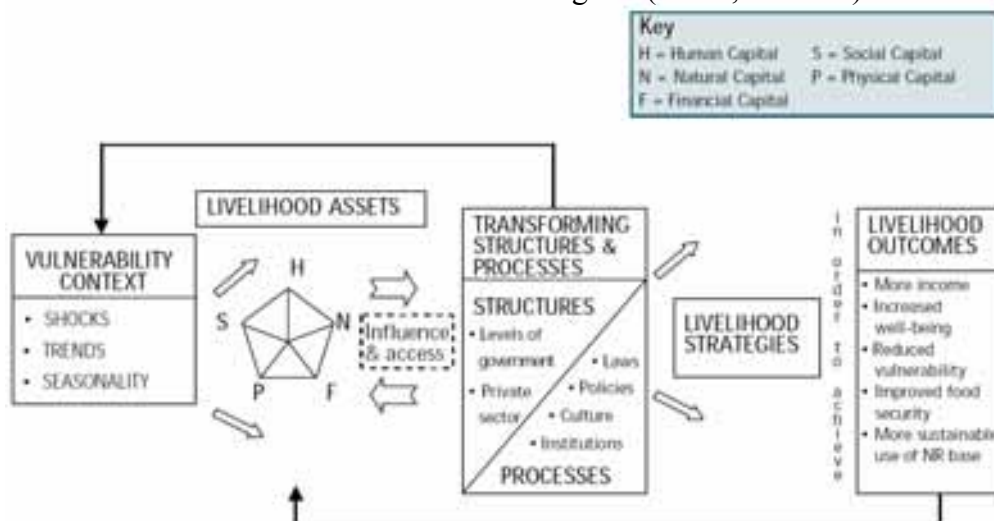 Key
H = Human Capital S = Social Capital
N = Natural Capital P = Physical Capital
F = Financial Capital
LIVELIHOOD ASSETS
VULNERABILITY
CONTEXT
• SHOCKS
• TRENDS
• SEASONALITY
H
S
N
P
F
Influence
& access
TRANSFORMING
STRUCTURES &
PROCESSES
STRUCTURES
• Levels of
government
• Private
sector
• Laws
• Policies
• Culture
• Institutions
PROCESSES
LIVELIHOOD
STRATEGIES
In order to achieve
LIVELIHOOD
OUTCOMES
• More income
• Increased
well-being
• Reduced
vulnerability
• Improved food
security
• More sustainable
use of NR base